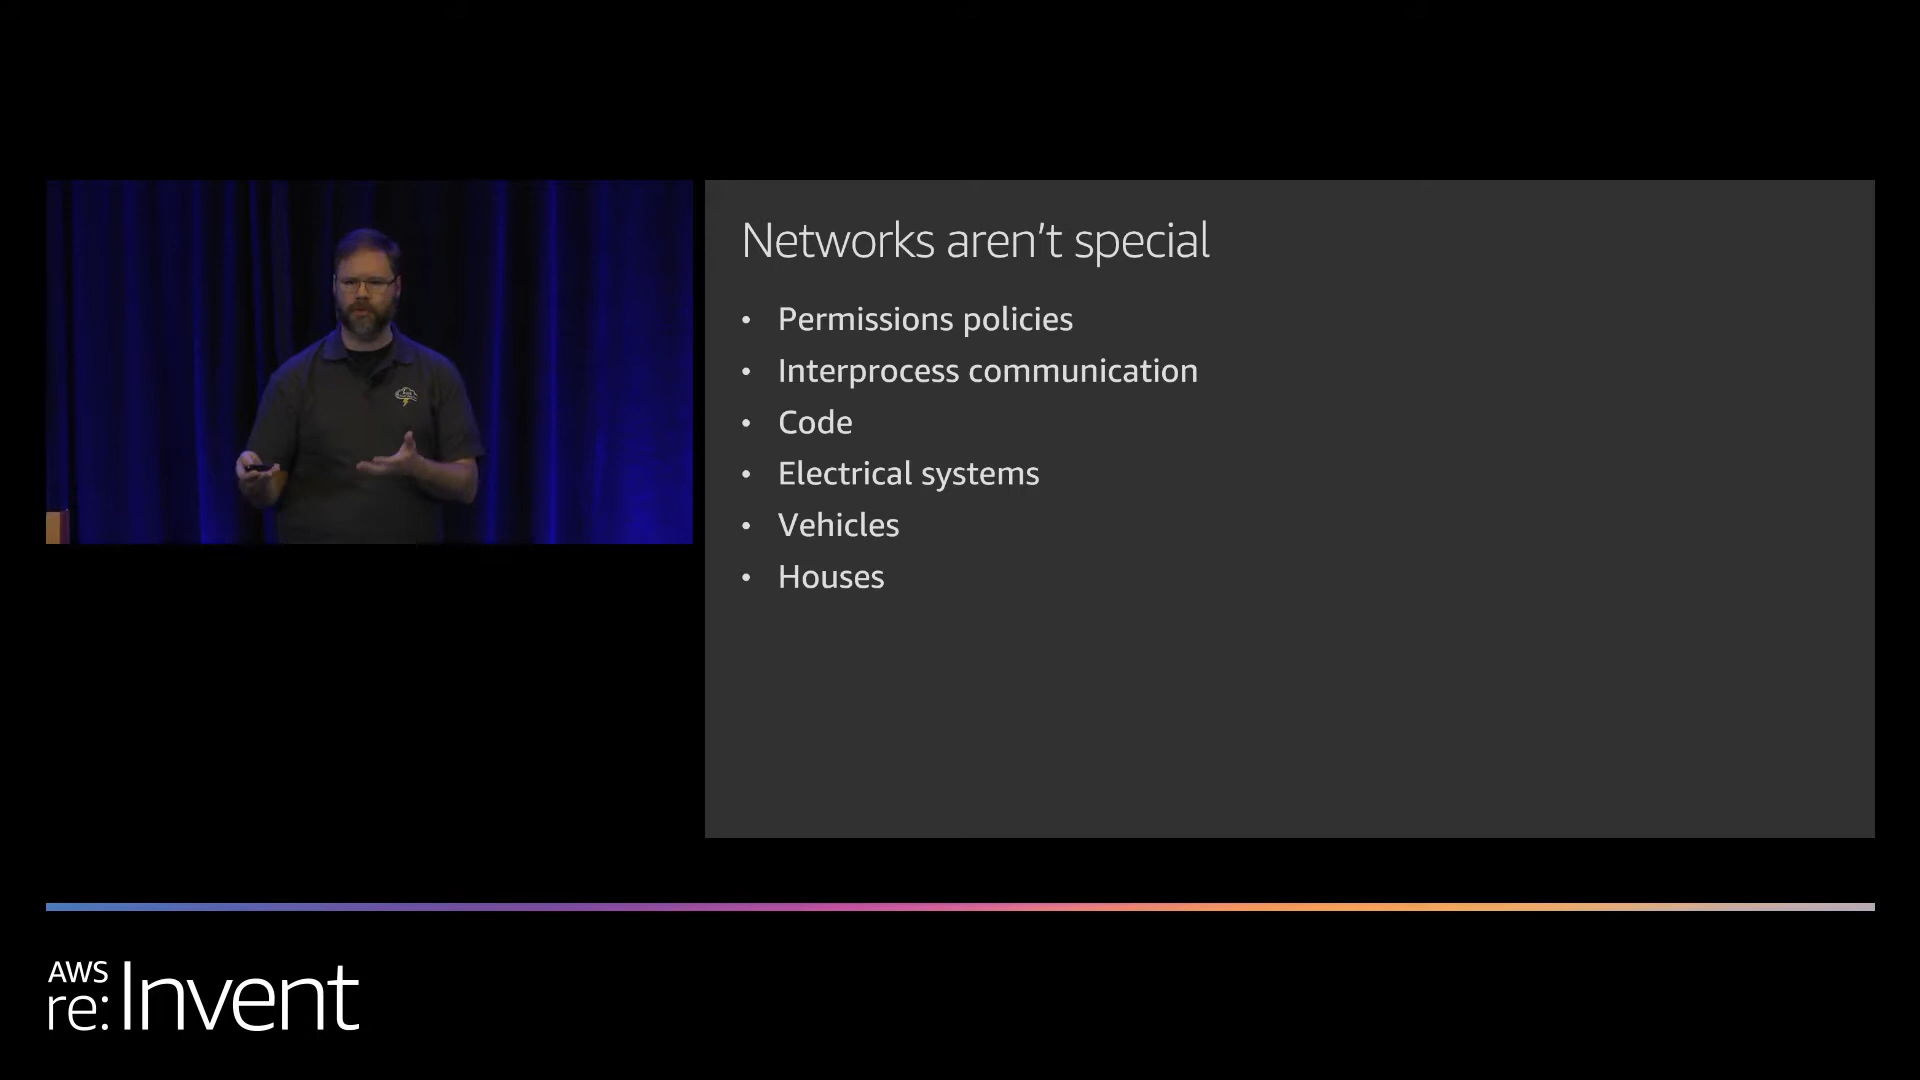 Networks aren’t special
• Permissions policies
• Interprocess communication
• Code
• Electrical systems
• Vehicles
• Houses
AWS
re:Invent